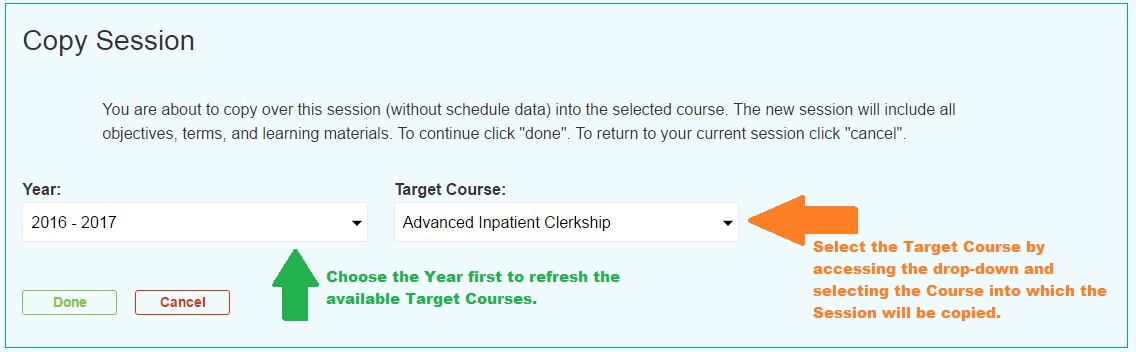 Copy Session
You are about to copy over this session (without schedule data) into the selected course. The new session will include all
objectives, terms, and learning materials. To continue click "done". To return to your current session click "cancel".
Year:
2016 - 2017
Target Course:
Advanced Inpatient Clerkship
Choose the Year first to refresh the
available Target Courses.
Select the Target Course by
accessing the drop-down and
selecting the Course into which the
Session will be copied.
Done
Cancel